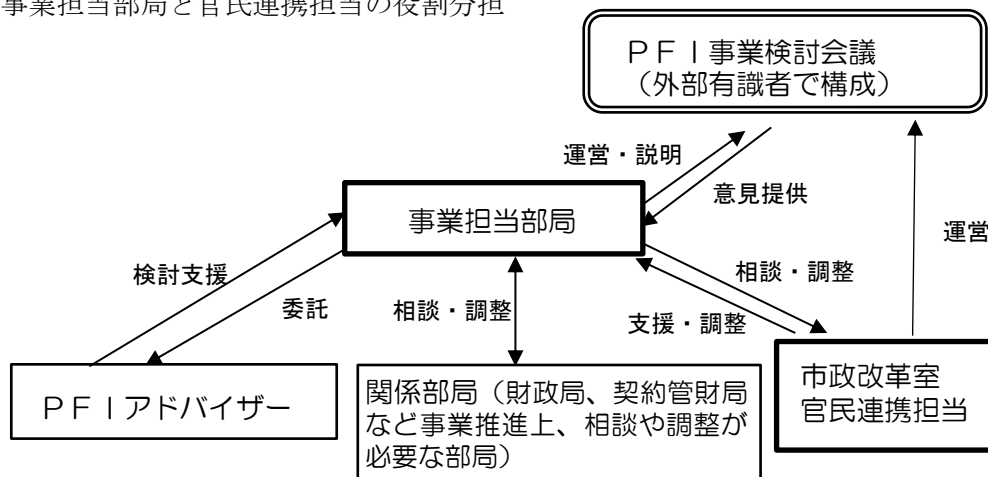 事業担当部局と官民連携担当の役割分担
ＰＦＩ事業検討会議
（外部有識者で構成）
運営・説明
意見提供
事業担当部局
運営
検討支援
委託
相談・調整
相談・調整
支援・調整
ＰＦＩアドバイザー
関係部局（財政局、契約管財局
など事業推進上、相談や調整が
必要な部局）
市政改革室
官民連携担当